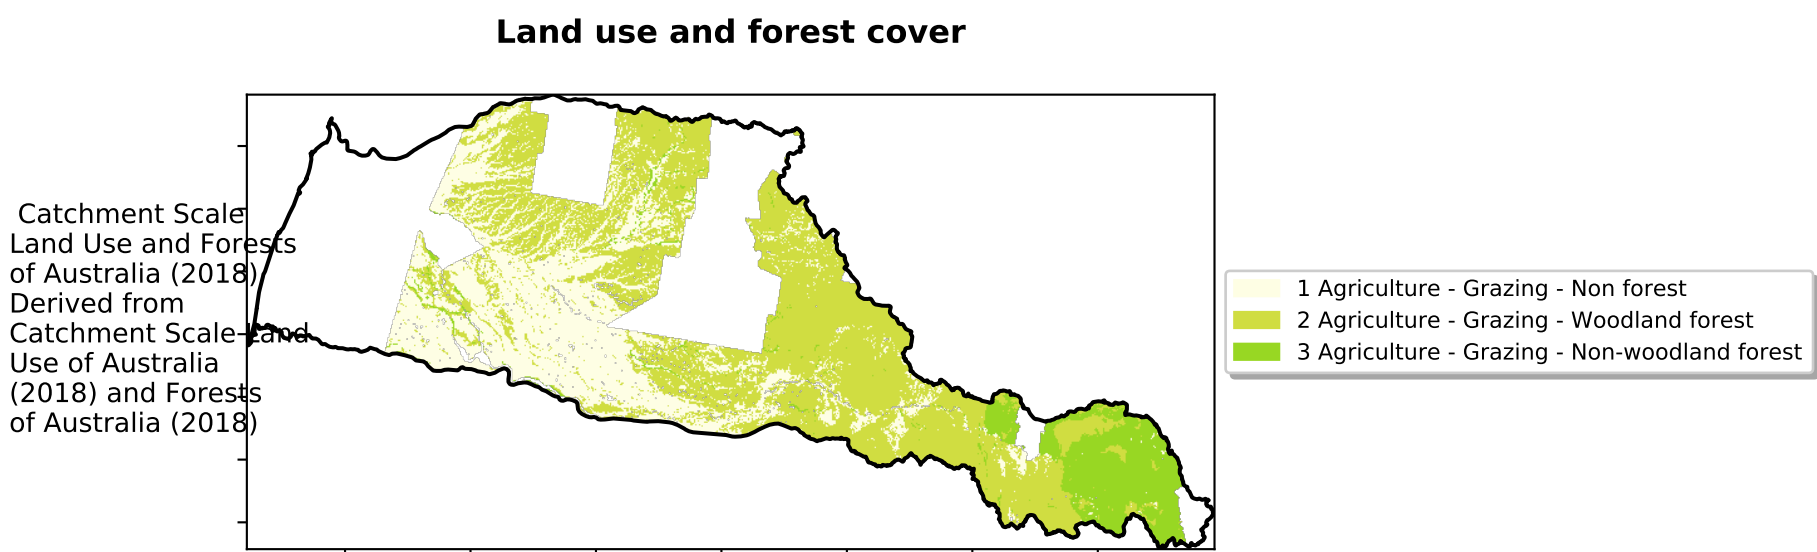 Land use and forest cover
Catchment Scale
Land Use and Forests
of Australia (2018)
Derived from
Catchment Scale Land
Use of Australia
(2018) and Forests
of Australia (2018)
1 Agriculture - Grazing - Non forest
2 Agriculture - Grazing - Woodland forest
3 Agriculture - Grazing - Non-woodland forest